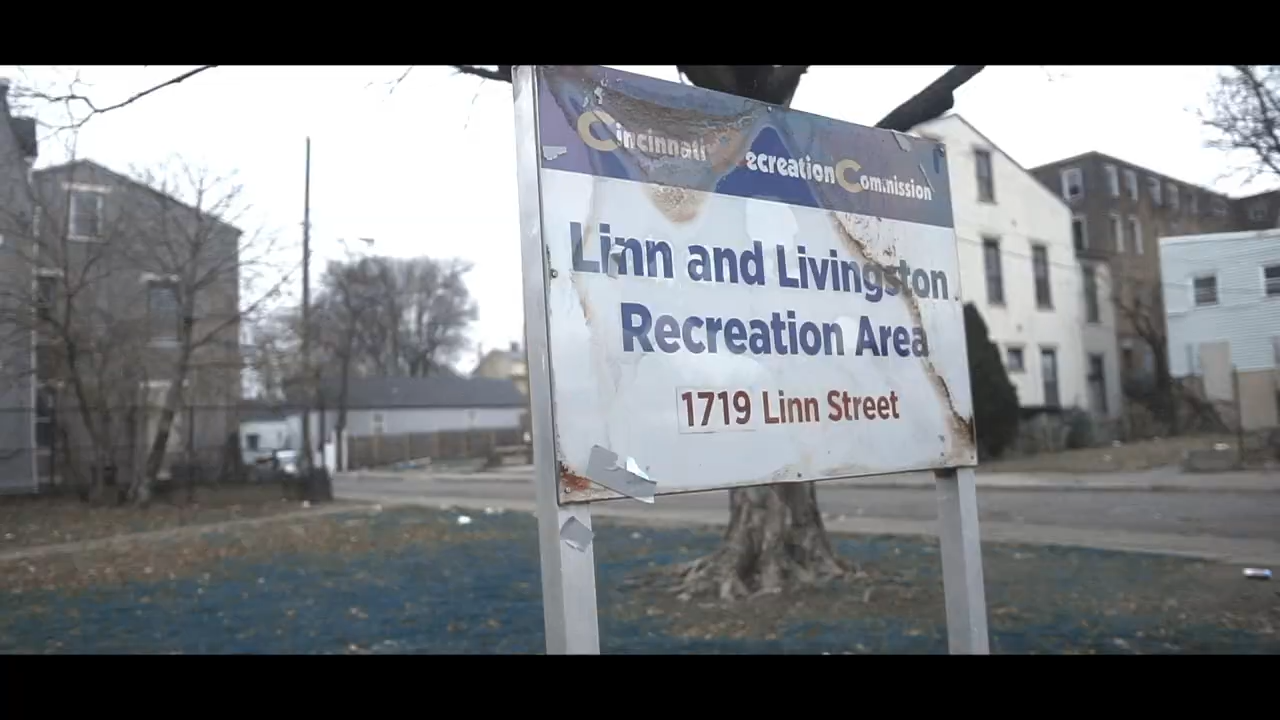 Cincinnati ecreation Commission
Linn and Livingston
Recreation Area
1719 Linn Street